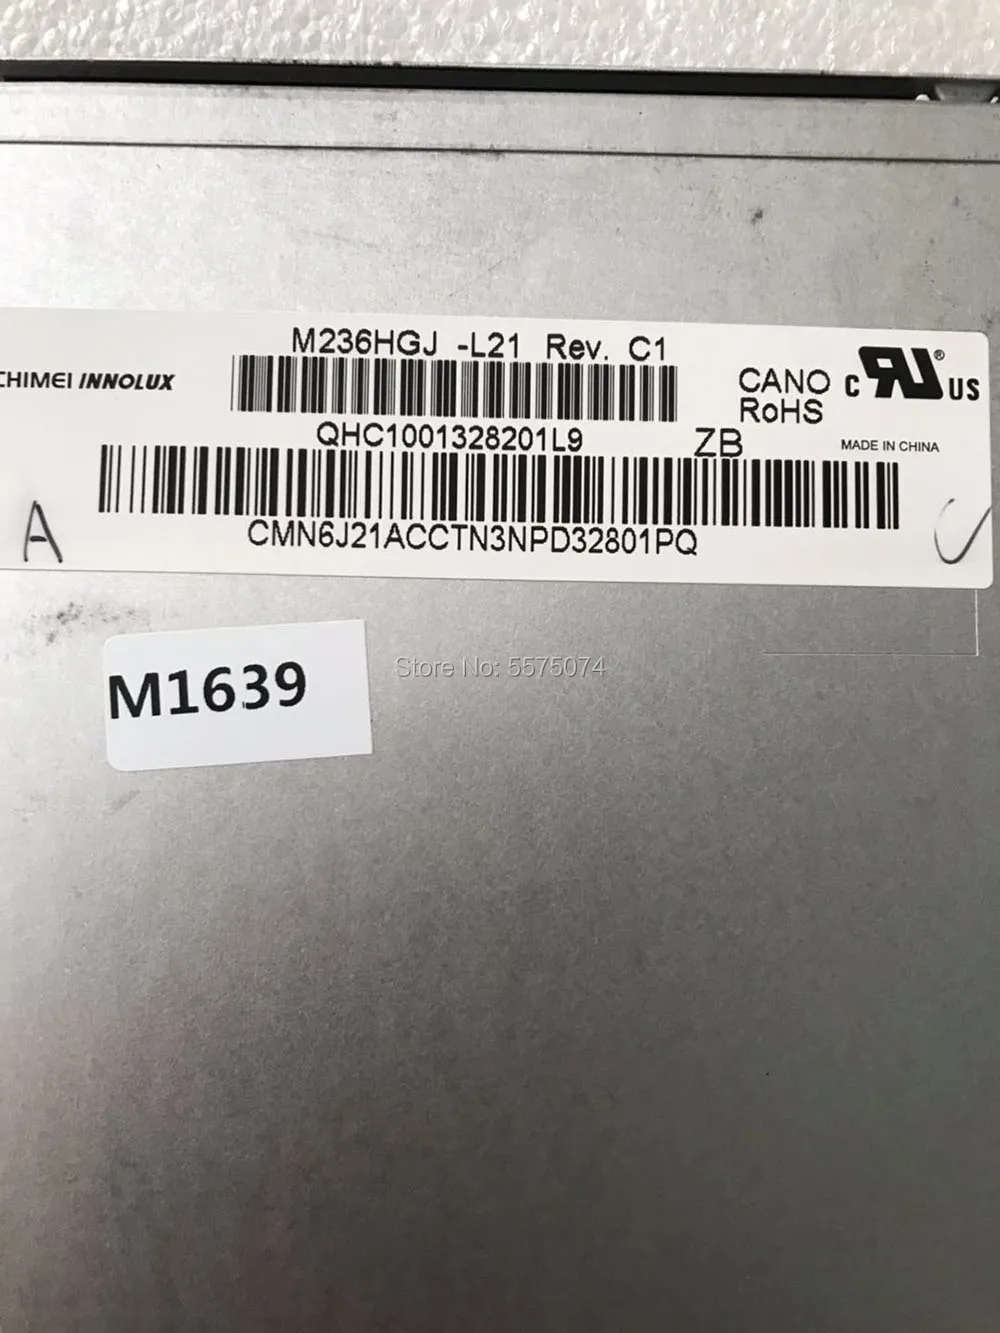 M236HGJ -L21 Rev. C1
CHIMEI INNOLUX
CANO
RoHS
C RU® US
QHC1001328201L9
ZB
MADE IN CHINA
CMN6J21ACCTN3NPD32801PQ
A
C
M1639
Store No: 5575074